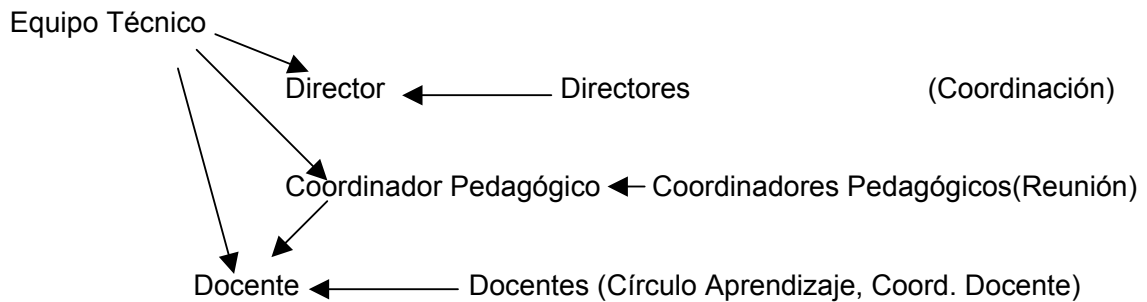 Equipo Técnico
Director Directores (Coordinación)
Coordinador Pedagógico Coordinadores Pedagógicos(Reunión)
Docente Docentes (Círculo Aprendizaje, Coord. Docente)